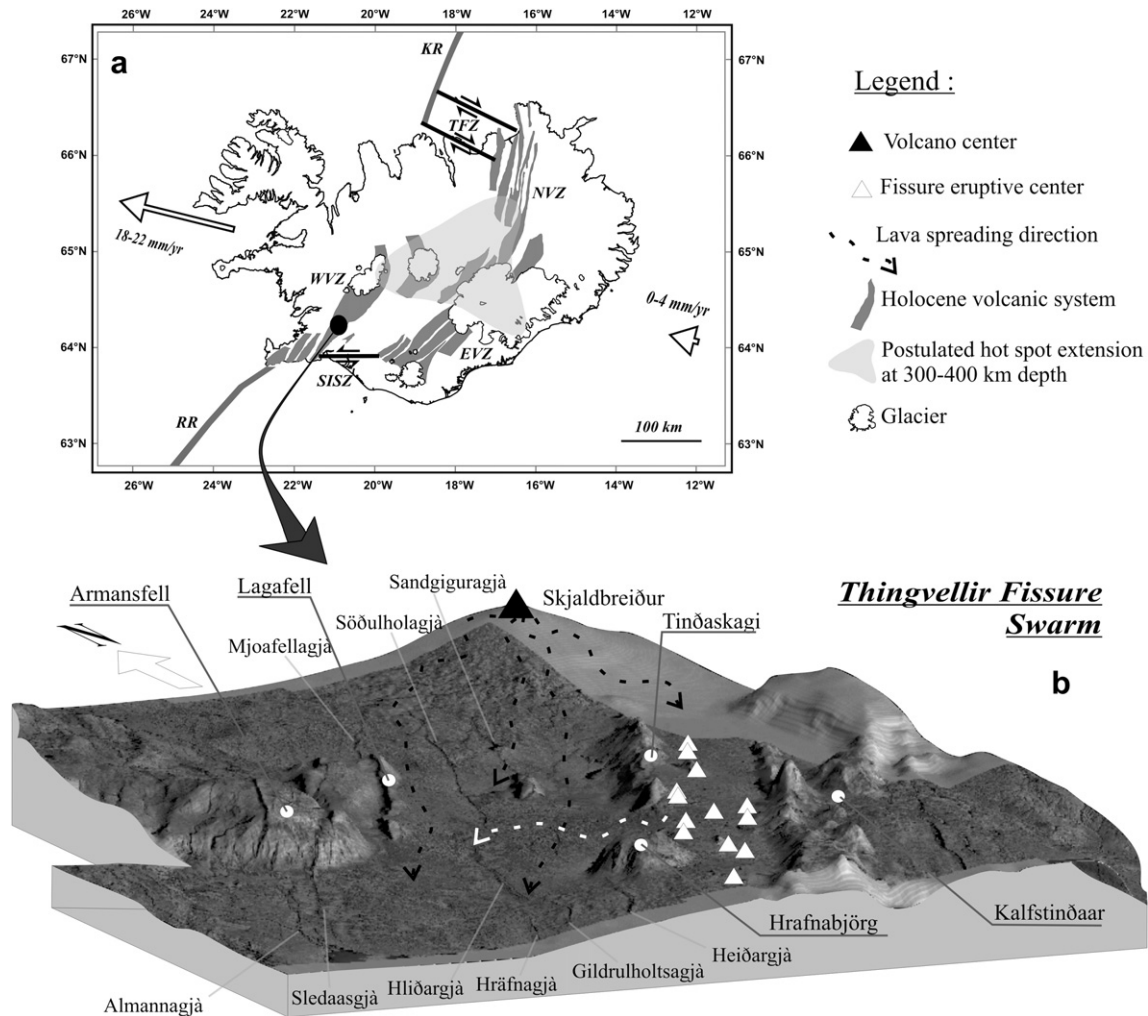 26°W 24°W 22°W 20°W 18°W 16°W 14°W 12°W
a
KR
67°N 67°N
TFZ
66°N 66°N
NVZ
18-22 mm/yr
65°N 65°N
WVZ
0-4 mm/yr
64°N 64°N
EVZ
SISZ
RR
100 km
63°N 63°N
26°W 24°W 22°W 20°W 18°W 16°W 14°W 12°W
Legend :
Volcano center
Fissure eruptive center
Lava spreading direction
Holocene volcanic system
Postulated hot spot extension
at 300-400 km depth
Glacier
Thingvellir Fissure
Swarm
b
Armansfell
Lagafell
Sandgiguragjà
Skjaldbreiður
Söðulholagjà
Tinðaskagi
Mjoafellagjà
Hrafnabjörg
Kalfstinðaar
Heiðargjà
Gildrulholtsagjà
Hräfnagjà
Hliðargjà
Sledaasgjà
Almannagjà